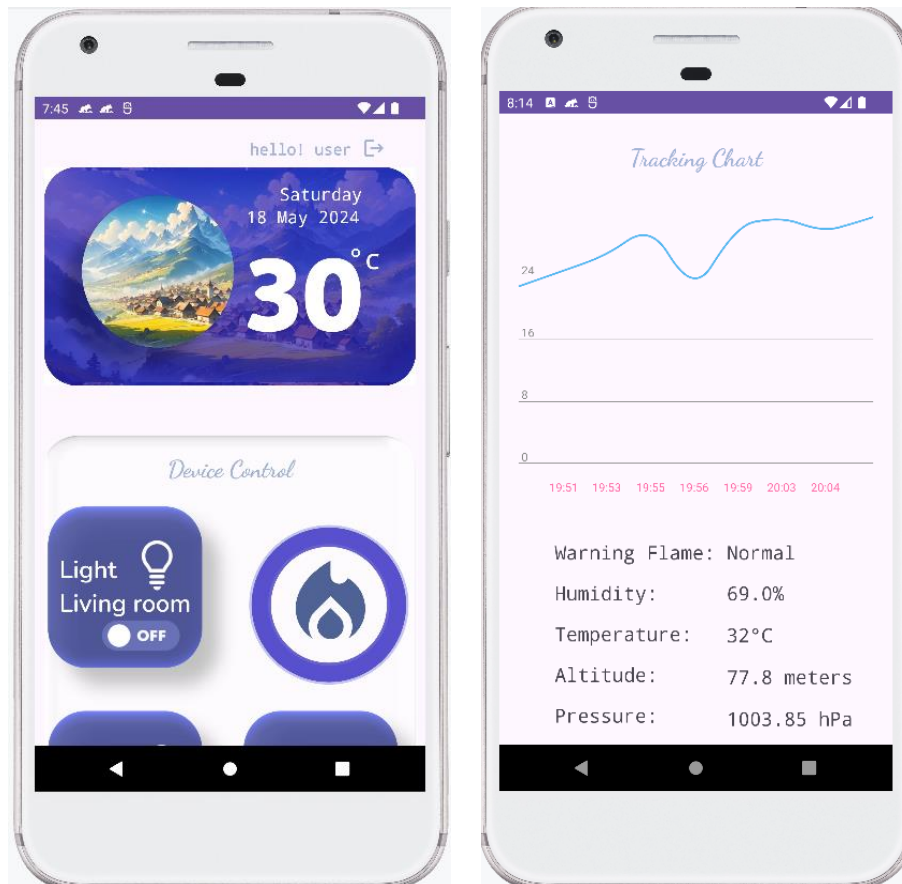 7:45
hello! user
Saturday
18 May 2024
30°C
Device Control
Light
Living room
OFF
8:14
Tracking Chart
24
16
8
0
19:51 19:53 19:55 19:56 19:59 20:03 20:04
Warning Flame: Normal
Humidity: 69.0%
Temperature: 32°C
Altitude: 77.8 meters
Pressure: 1003.85 hPa